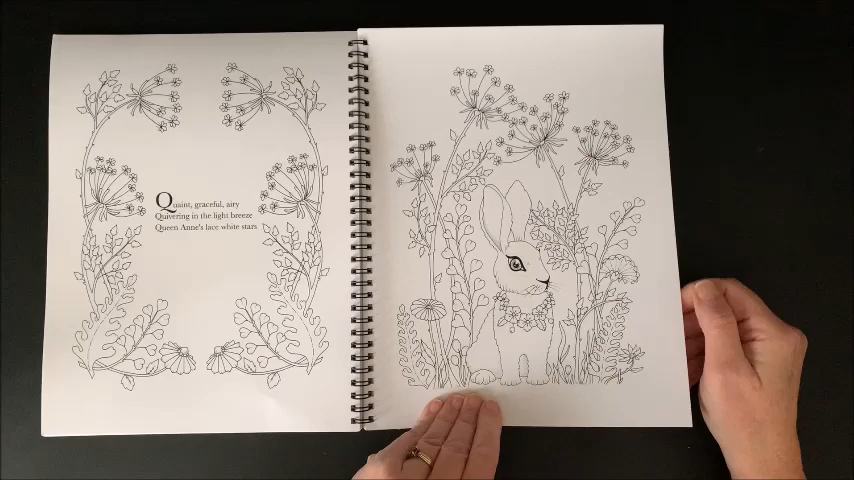 Quaint, graceful, airy
Quivering in the light breeze
Queen Anne's lace white stars